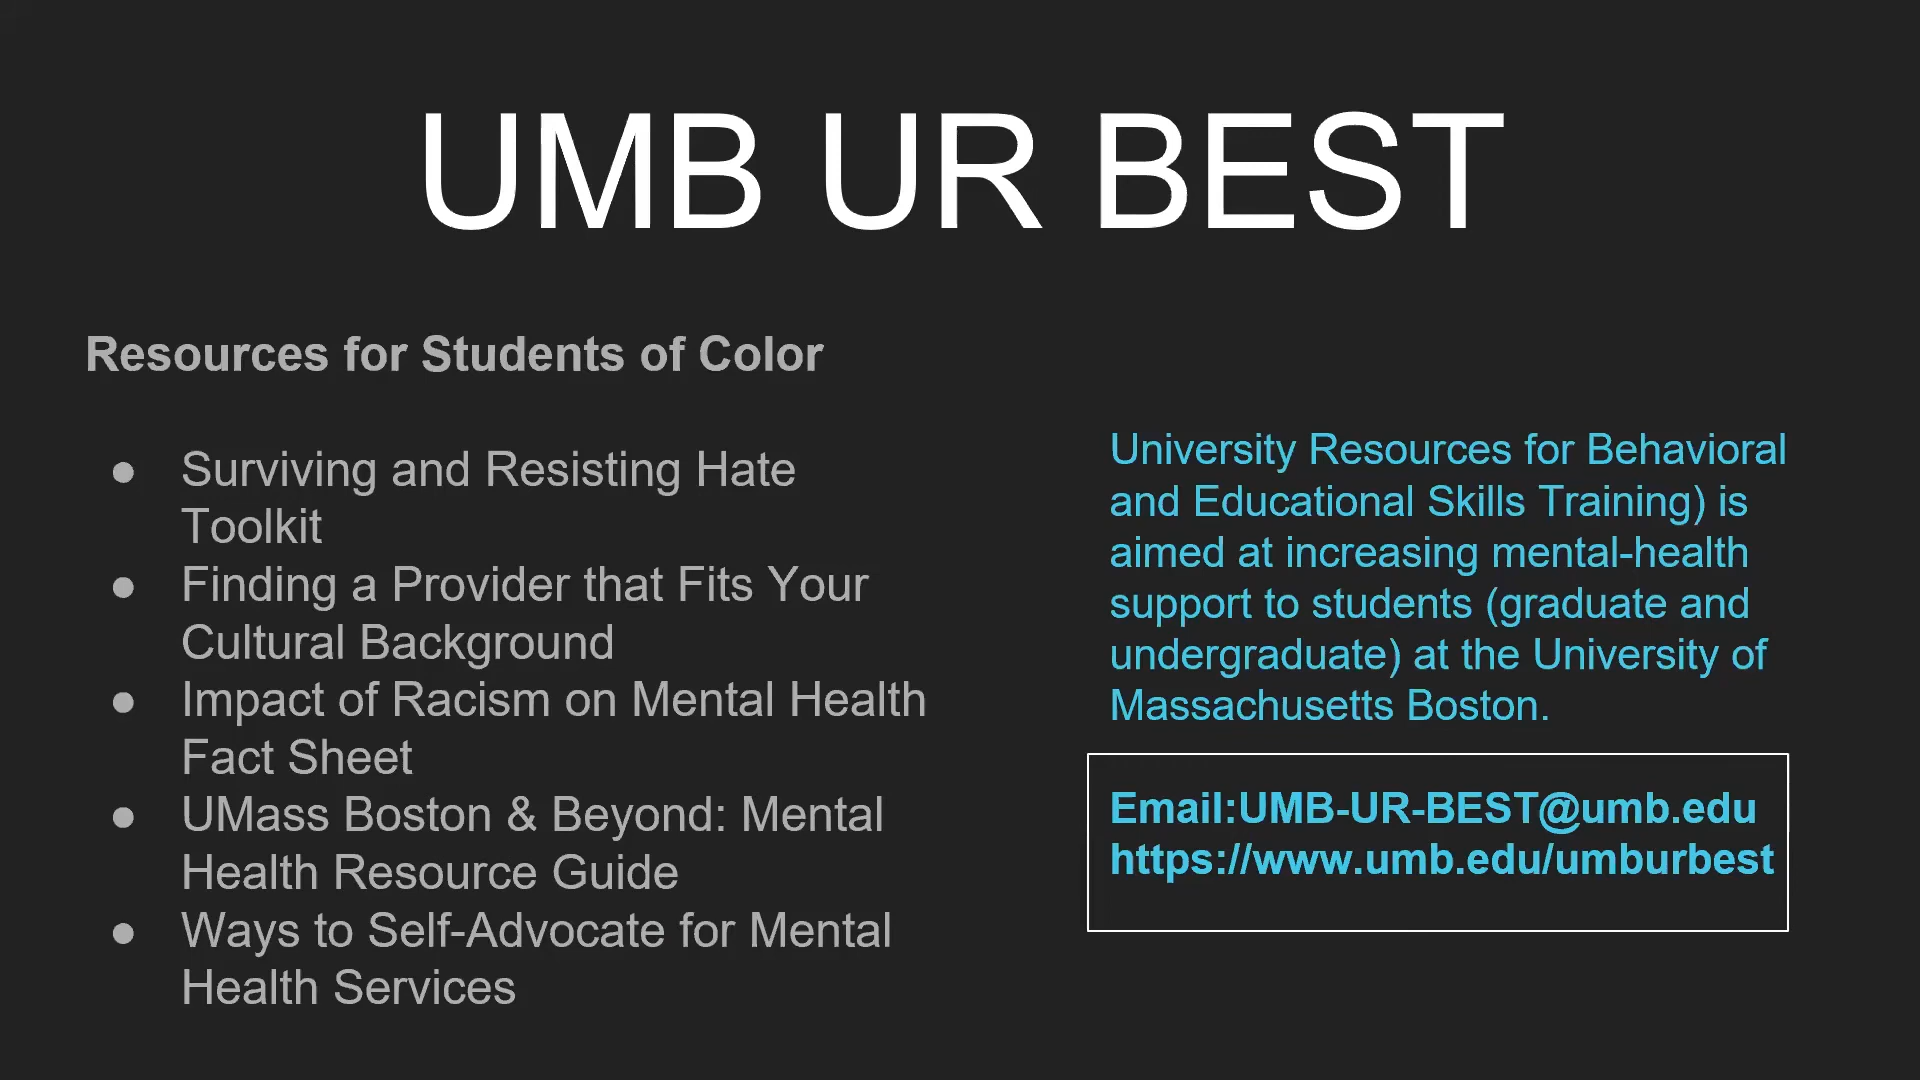 UMB UR BEST
Resources for Students of Color
● Surviving and Resisting Hate
Toolkit
● Finding a Provider that Fits Your
Cultural Background
● Impact of Racism on Mental Health
Fact Sheet
● UMass Boston & Beyond: Mental
Health Resource Guide
● Ways to Self-Advocate for Mental
Health Services
University Resources for Behavioral
and Educational Skills Training) is
aimed at increasing mental-health
support to students (graduate and
undergraduate) at the University of
Massachusetts Boston.
Email:UMB-UR-BEST@umb.edu
https://www.umb.edu/umburbest